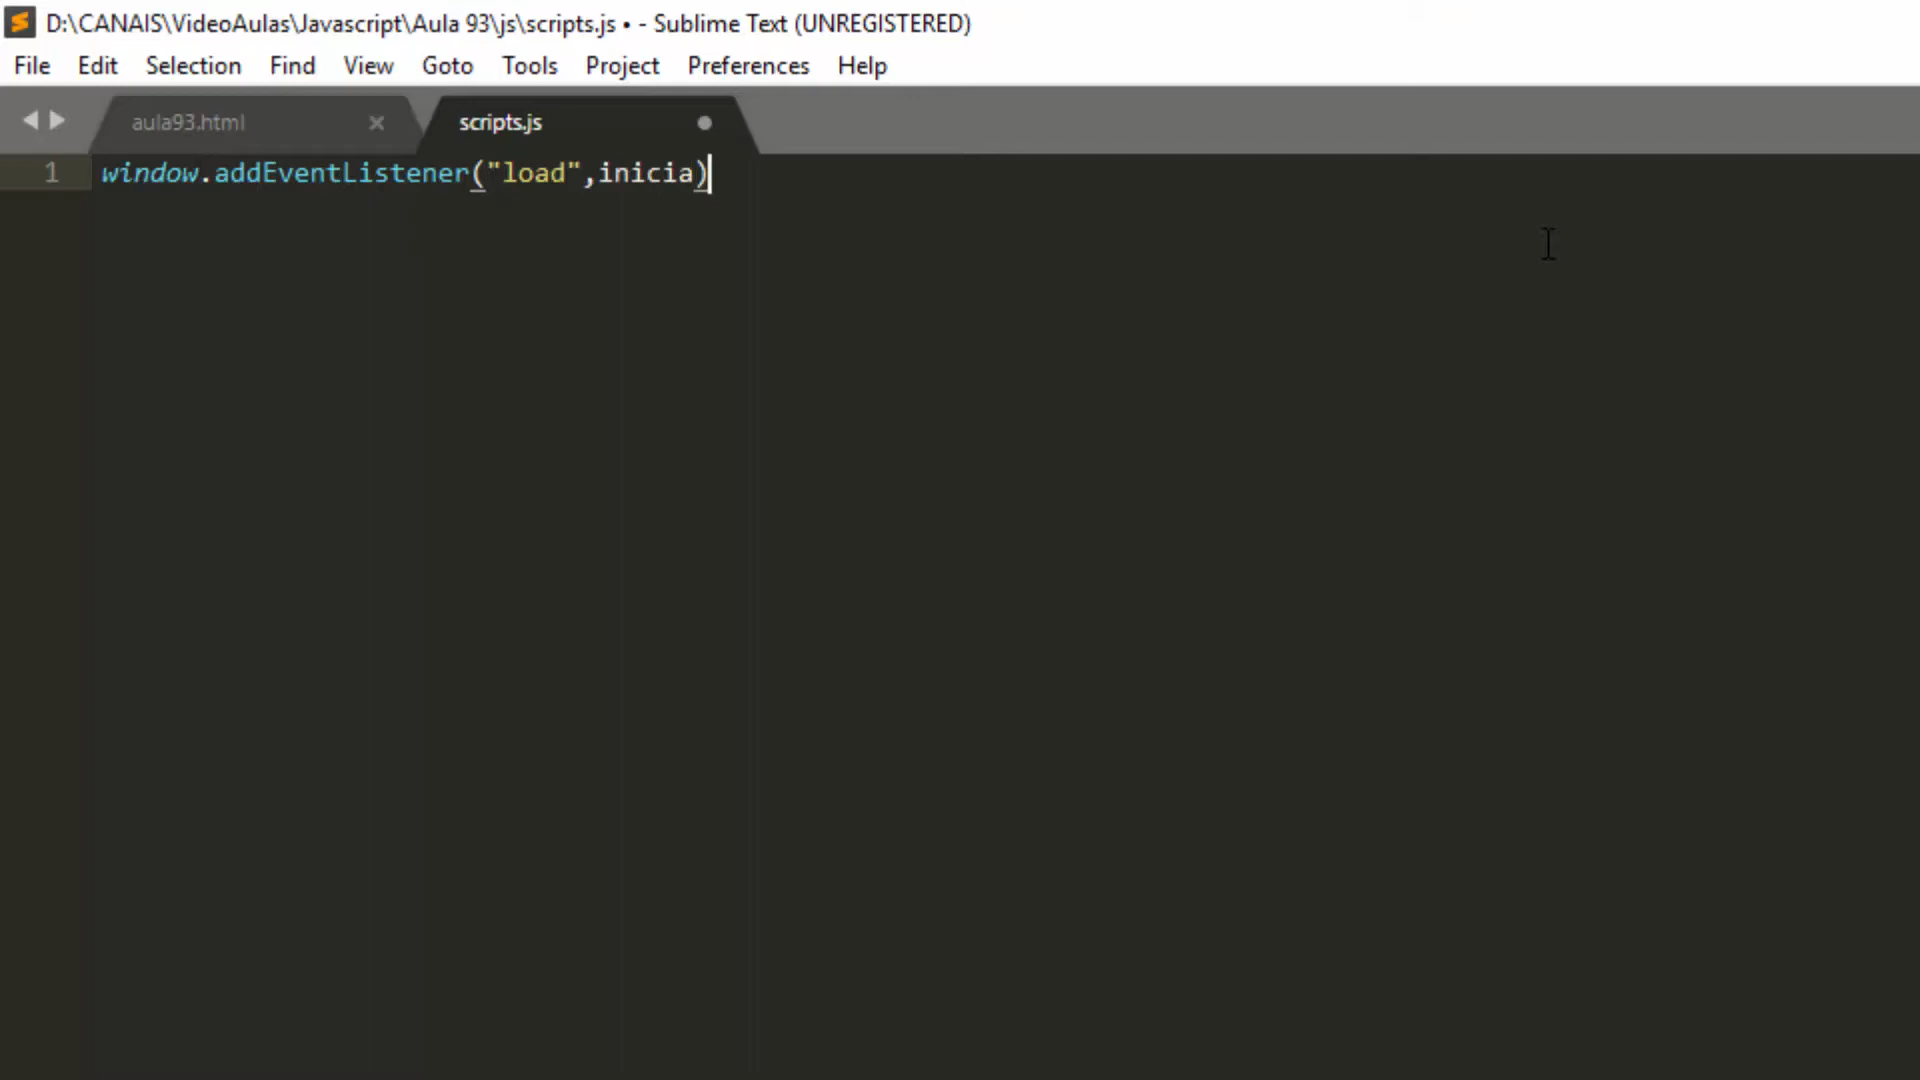 D:\CANAIS\VideoAulas\Javascript\Aula 93\js\scripts.js • - Sublime Text (UNREGISTERED)
File Edit Selection Find View Goto Tools Project Preferences Help
aula93.html × scripts.js
1 window.addEventListener("load",inicia)